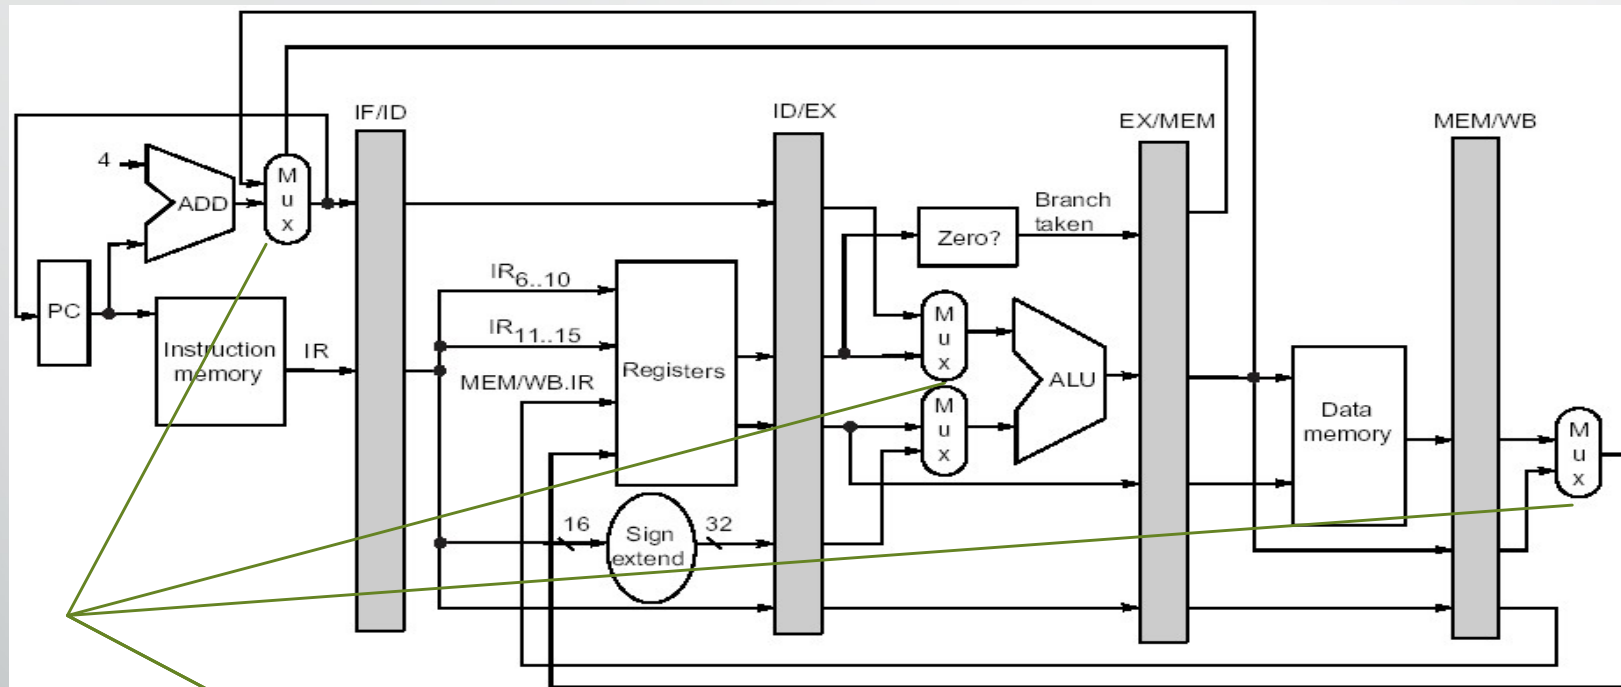 IF/ID
ID/EX
EX/MEM
MEM/WB
4
ADD
M
u
x
PC
Instruction
memory
IR
IR6..10
IR11..15
MEM/WB.IR
Registers
16
Sign
extend
32
Zero?
Branch
taken
M
u
x
M
u
x
ALU
Data
memory
M
u
x